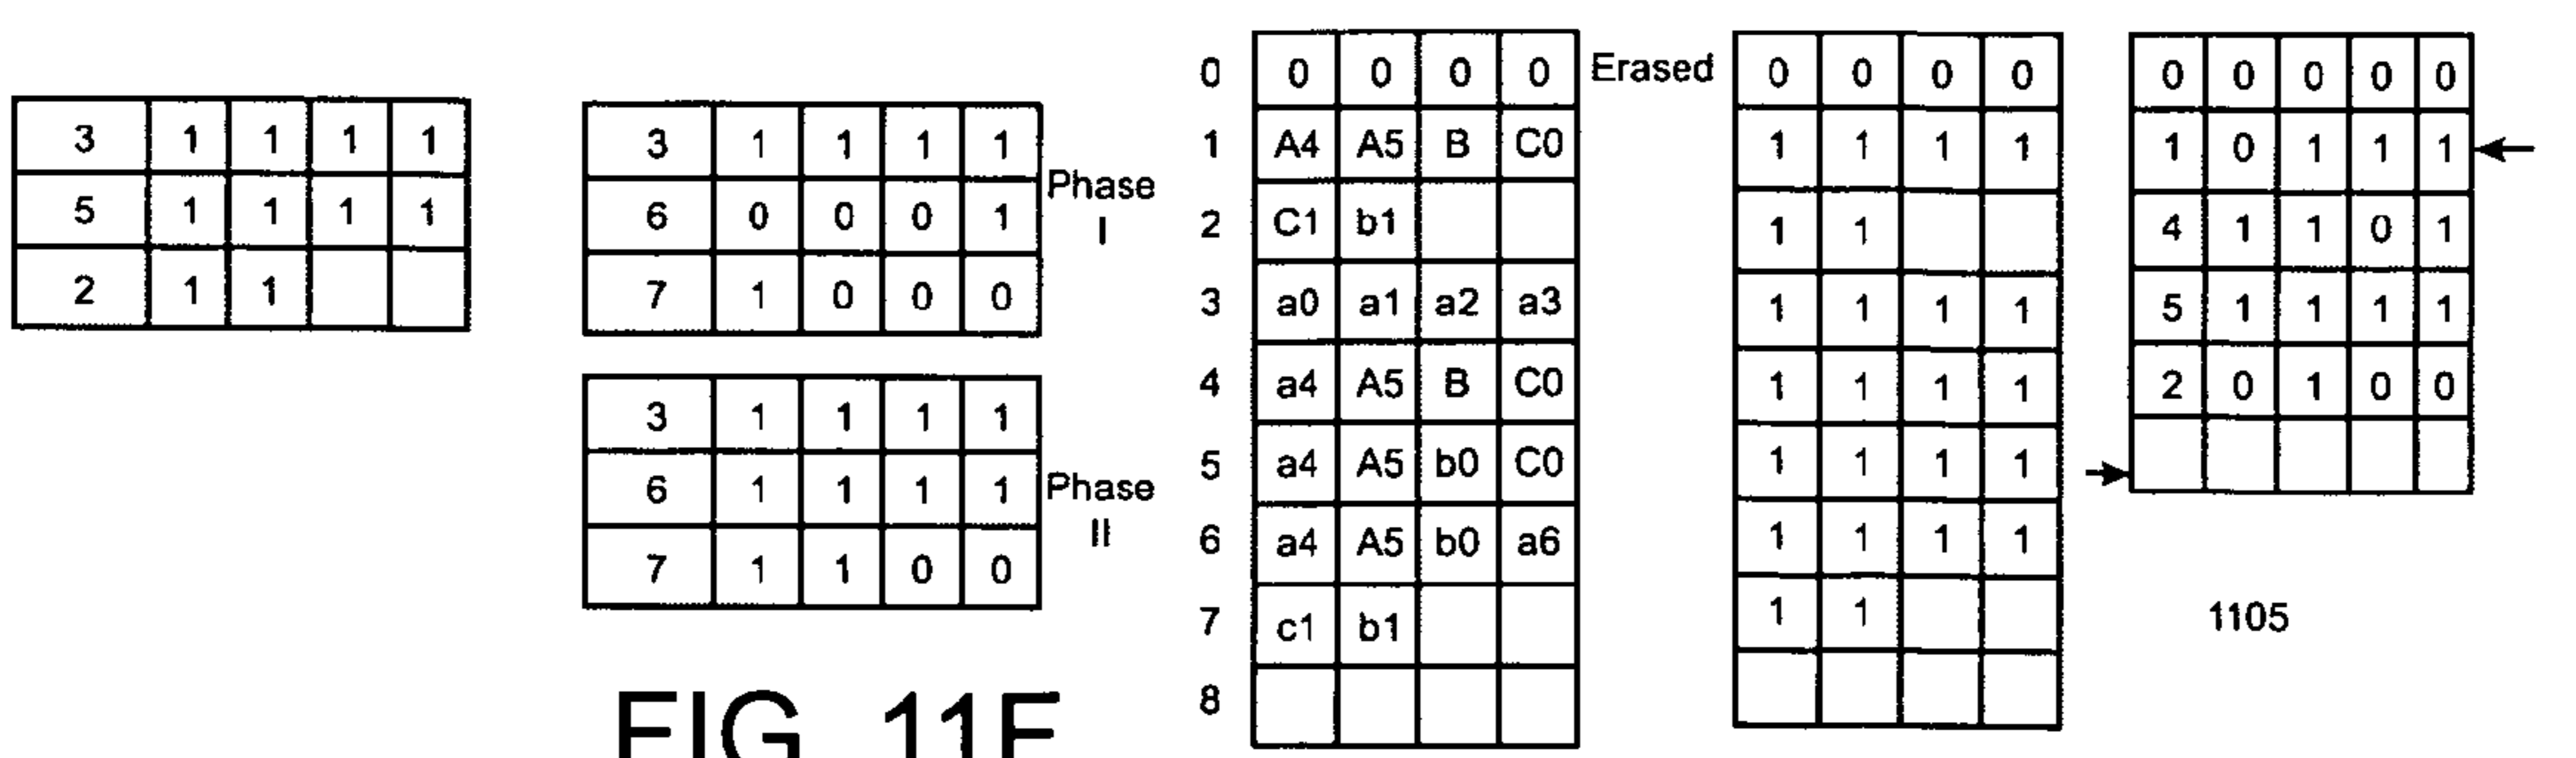 3 1 1 1 1
5 1 1 1 1
2 1 1
3 1 1 1 1
6 0 0 0 1
7 1 0 0 0
Phase
I
3 1 1 1 1
6 1 1 1 1
7 1 1 0 0
Phase
II
0 0 0 0 0 Erased
1 A4 A5 B C0
2 C1 b1
3 a0 a1 a2 a3
4 a4 A5 B C0
5 a4 A5 b0 C0
6 a4 A5 b0 a6
7 c1 b1
8
0 0 0 0
1 1 1 1
1 1
1 1 1 1
1 1 1 1
1 1 1 1
1 1 1 1
1 1
0 0 0 0 0
1 0 1 1 1
4 1 1 0 1
5 1 1 1 1
2 0 1 0 0
1105
FIG. 11